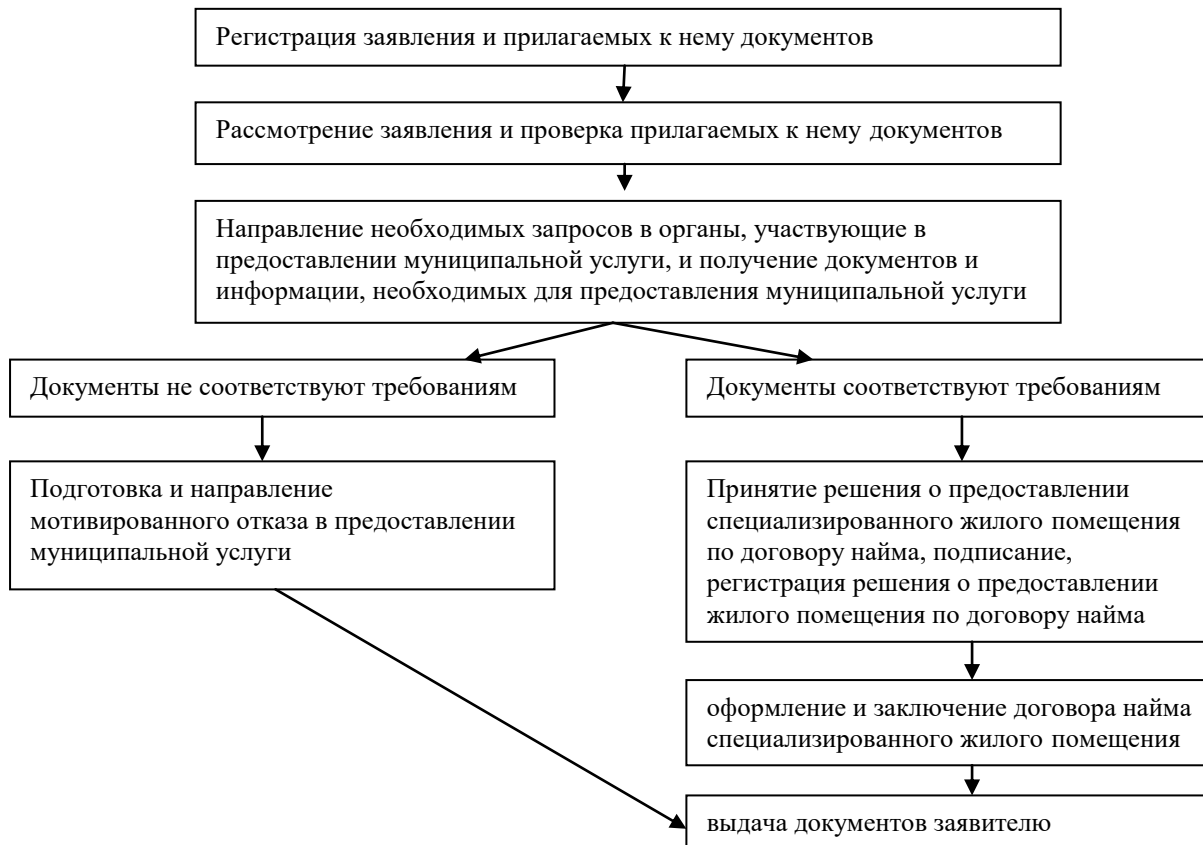 Регистрация заявления и прилагаемых к нему документов
Рассмотрение заявления и проверка прилагаемых к нему документов
Направление необходимых запросов в органы, участвующие в
предоставлении муниципальной услуги, и получение документов и
информации, необходимых для предоставления муниципальной услуги
Документы не соответствуют требованиям
Документы соответствуют требованиям
Подготовка и направление
мотивированного отказа в предоставлении
муниципальной услуги
Принятие решения о предоставлении
специализированного жилого помещения
по договору найма, подписание,
регистрация решения о предоставлении
жилого помещения по договору найма
оформление и заключение договора найма
специализированного жилого помещения
выдача документов заявителю